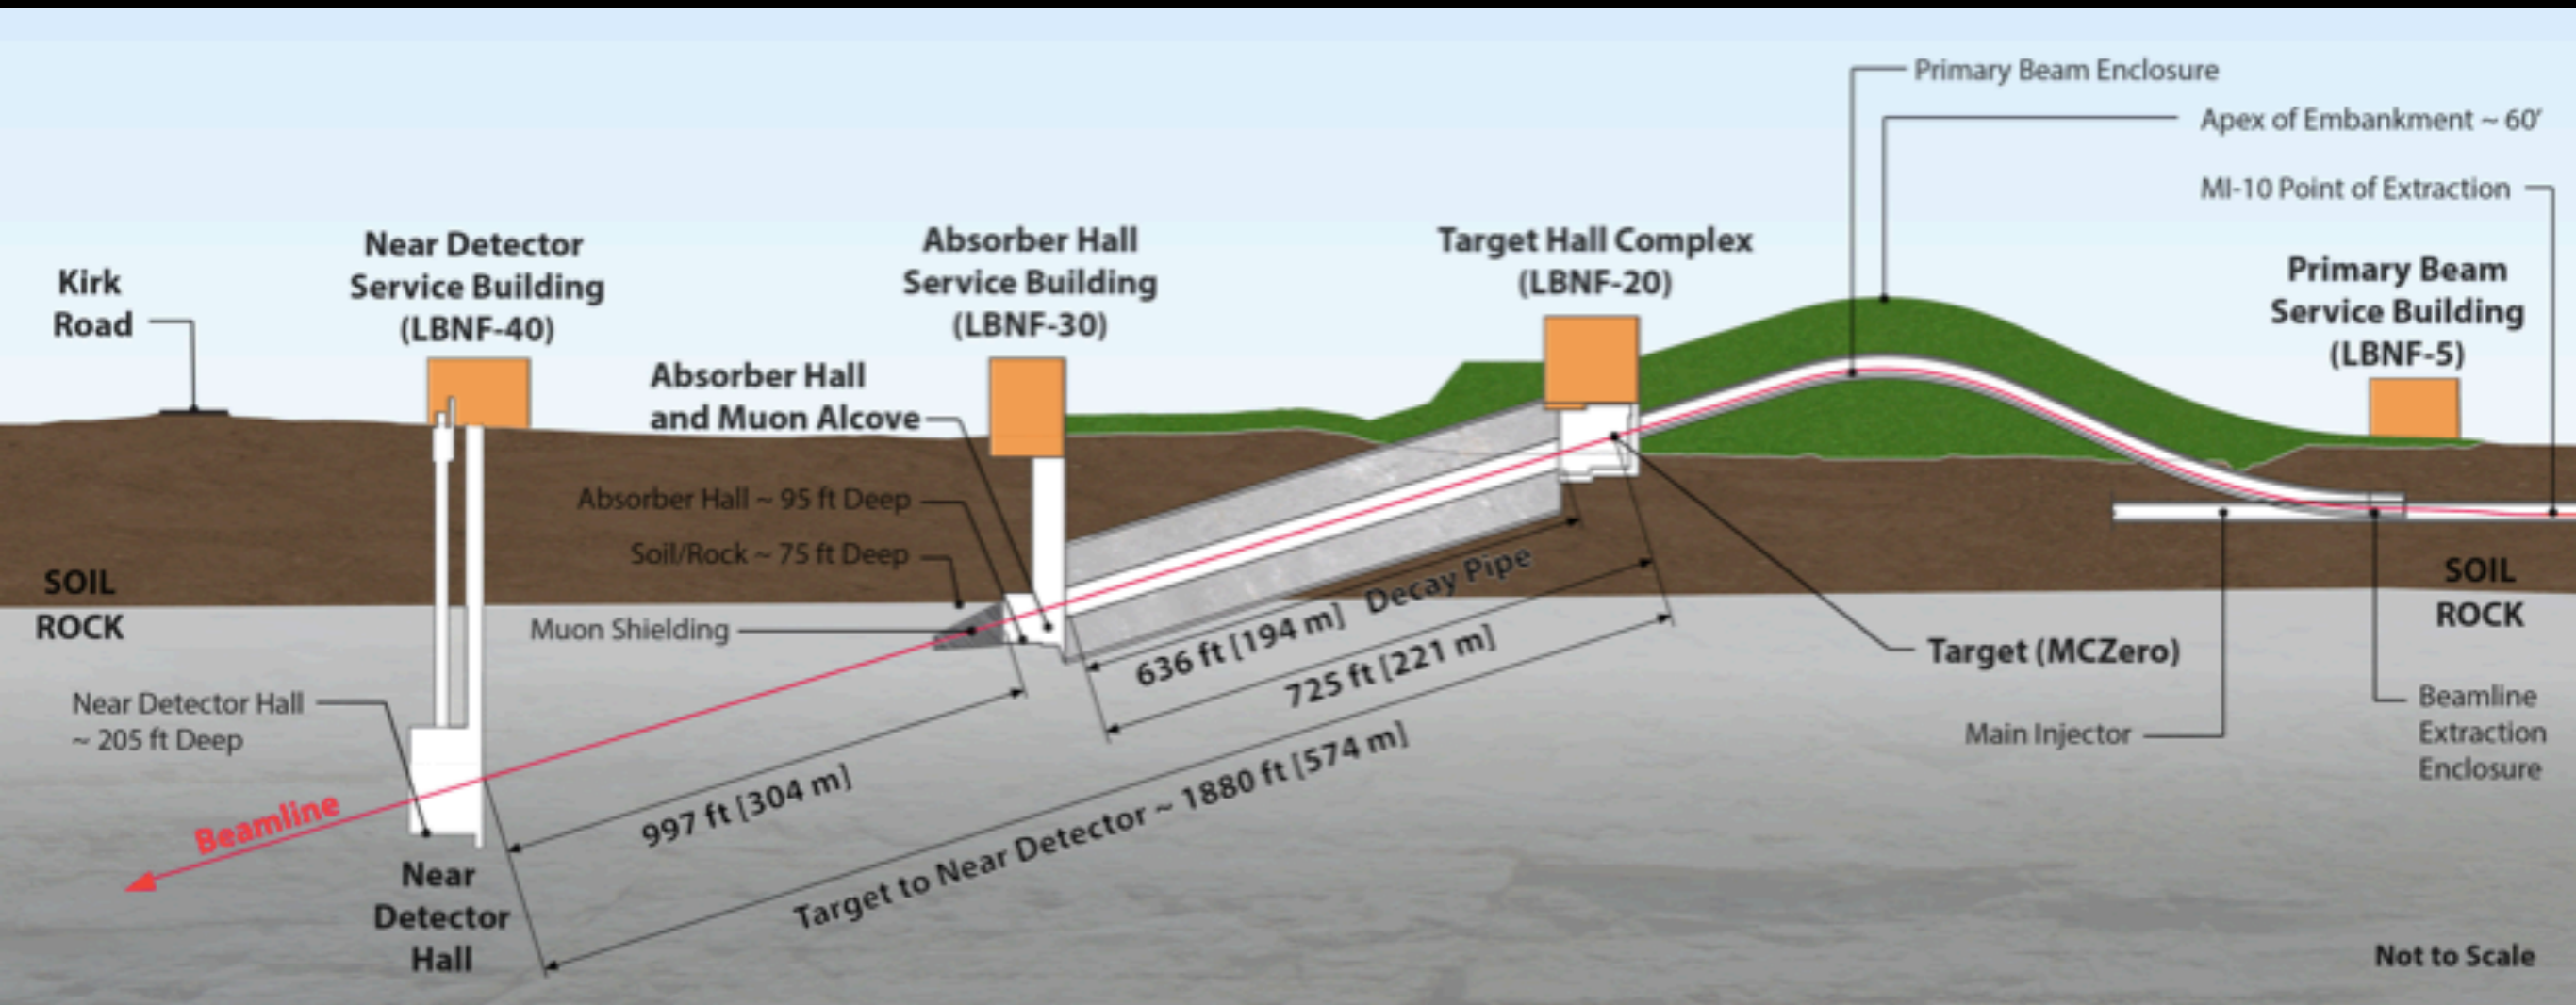 Primary Beam Enclosure
Apex of Embankment ~ 60'
MI-10 Point of Extraction
Kirk
Road
Near Detector
Service Building
(LBNF-40)
Absorber Hall
Service Building
(LBNF-30)
Target Hall Complex
(LBNF-20)
Primary Beam
Service Building
(LBNF-5)
Absorber Hall
and Muon Alcove
Absorber Hall ~ 95 ft Deep
Soil/Rock ~ 75 ft Deep
Muon Shielding
SOIL
ROCK
SOIL
ROCK
Near Detector Hall
~ 205 ft Deep
636 ft [194 m] Decay Pipe
725 ft [221 m]
997 ft [304 m]
Target to Near Detector ~ 1880 ft [574 m]
Target (MCZero)
Main Injector
Beamline
Extraction
Enclosure
Beamline
Near
Detector
Hall
Not to Scale